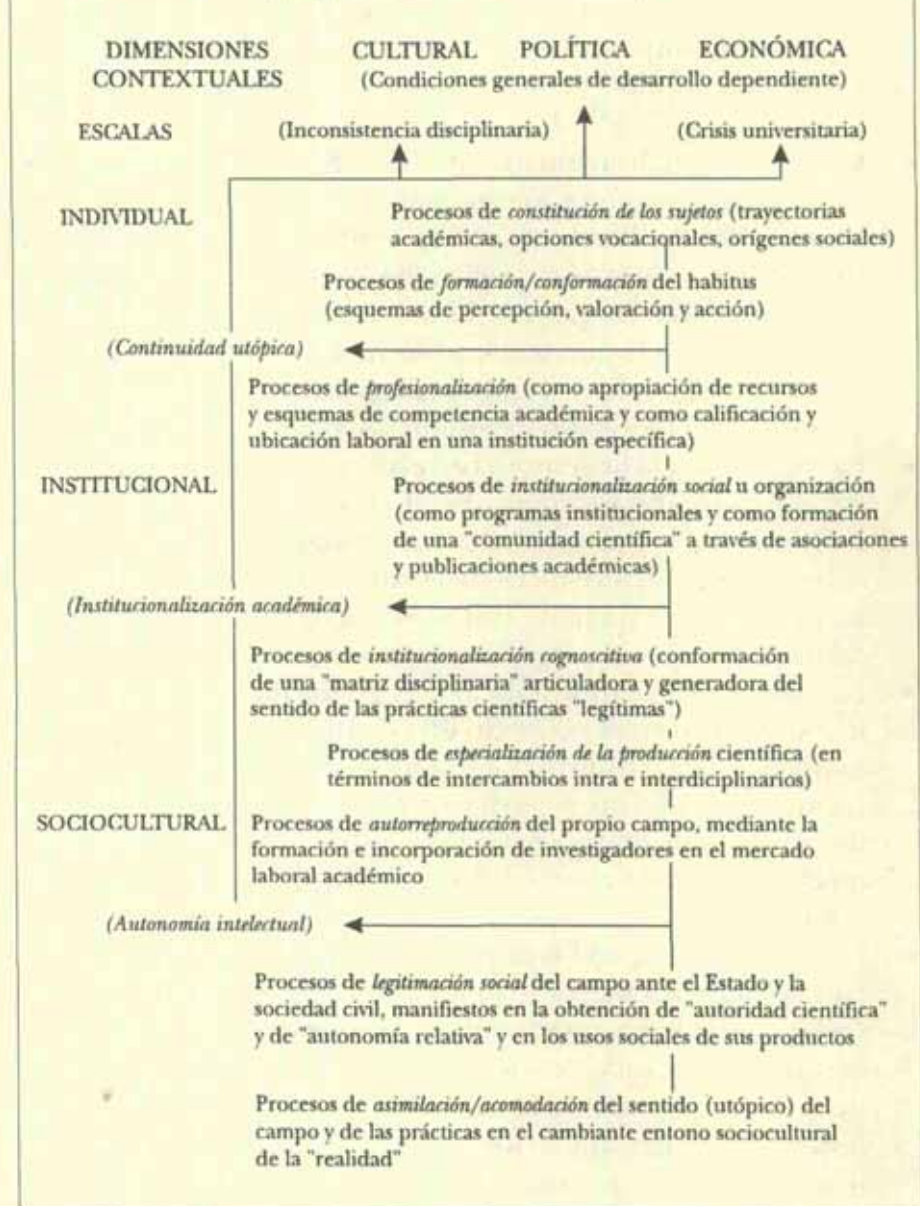 DIMENSIONES CULTURAL POLÍTICA ECONÓMICA
CONTEXTUALES (Condiciones generales de desarrollo dependiente)
ESCALAS (Inconsistencia disciplinaria) (Crisis universitaria)
INDIVIDUAL Procesos de constitución de los sujetos (trayectorias
académicas, opciones vocacionales, orígenes sociales)
Procesos de formación/conformación del habitus
(esquemas de percepción, valoración y acción)
(Continuidad utópica)
Procesos de profesionalización (como apropiación de recursos
y esquemas de competencia académica y como calificación y
ubicación laboral en una institución específica)
INSTITUCIONAL Procesos de institucionalización social u organización
(como programas institucionales y como formación
de una "comunidad científica" a través de asociaciones
y publicaciones académicas)
(Institucionalización académica)
Procesos de institucionalización cognoscitiva (conformación
de una "matriz disciplinaria" articuladora y generadora del
sentido de las prácticas científicas "legítimas")
Procesos de especialización de la producción científica (en
términos de intercambios intra e interdiciplinarios)
SOCIOCULTURAL Procesos de autorreproducción del propio campo, mediante la
formación e incorporación de investigadores en el mercado
laboral académico
(Autonomía intelectual)
Procesos de legitimación social del campo ante el Estado y la
sociedad civil, manifiestos en la obtención de "autoridad científica"
y de "autonomía relativa" y en los usos sociales de sus productos
Procesos de asimilación/acomodación del sentido (utópico) del
campo y de las prácticas en el cambiante entono sociocultural
de la "realidad"